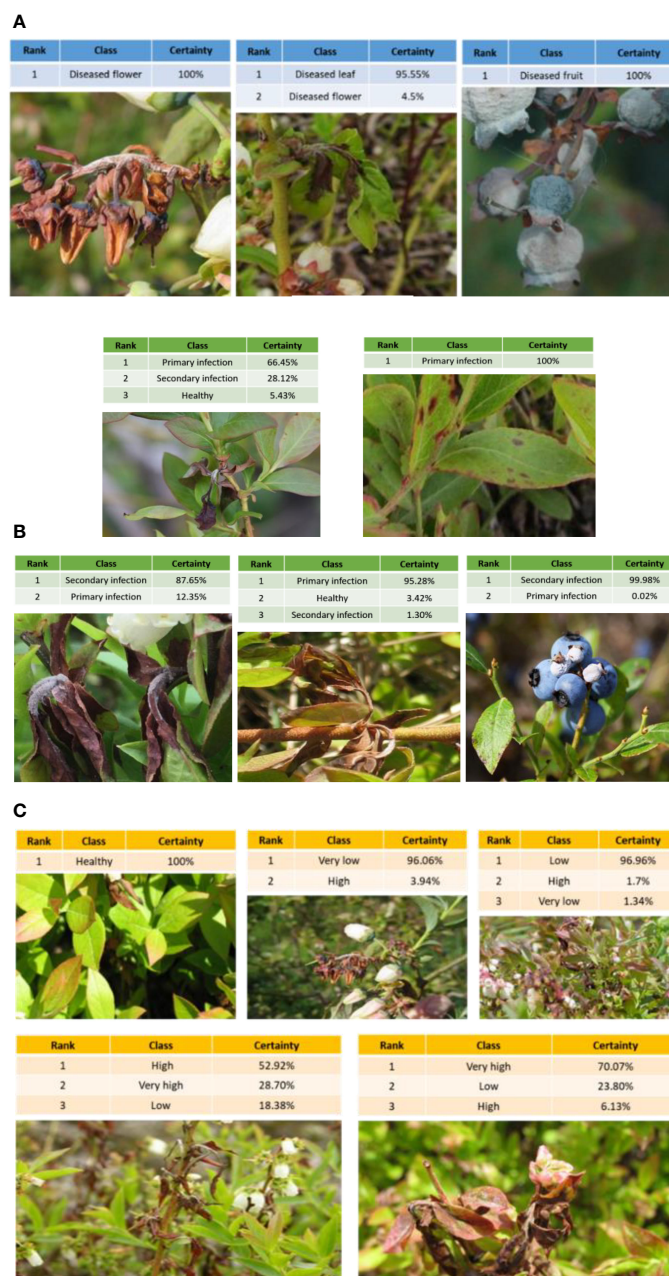 A
Rank Class Certainty
1 Diseased flower 100%
Rank Class Certainty
1 Diseased leaf 95.55%
2 Diseased flower 4.5%
Rank Class Certainty
1 Diseased fruit 100%
Rank Class Certainty
1 Primary infection 66.45%
2 Secondary infection 28.12%
3 Healthy 5.43%
Rank Class Certainty
1 Primary infection 100%
B
Rank Class Certainty
1 Secondary infection 87.65%
2 Primary infection 12.35%
Rank Class Certainty
1 Primary infection 95.28%
2 Healthy 3.42%
3 Secondary infection 1.30%
Rank Class Certainty
1 Secondary infection 99.98%
2 Primary infection 0.02%
C
Rank Class Certainty
1 Healthy 100%
Rank Class Certainty
1 Very low 96.06%
2 High 3.94%
Rank Class Certainty
1 Low 96.96%
2 High 1.7%
3 Very low 1.34%
Rank Class Certainty
1 High 52.92%
2 Very high 28.70%
3 Low 18.38%
Rank Class Certainty
1 Very high 70.07%
2 Low 23.80%
3 High 6.13%